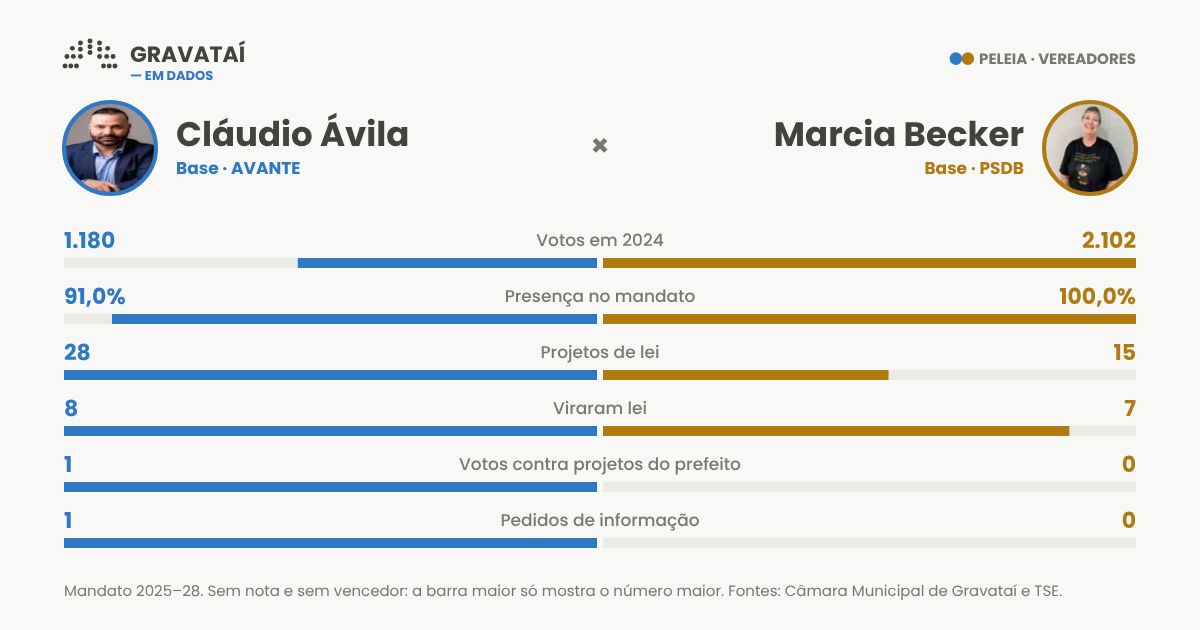 GRAVATAÍ
— EM DADOS
PELEIA · VEREADORES
Cláudio Ávila
Base · AVANTE
×
Marcia Becker
Base · PSDB
1.180 Votos em 2024 2.102
91,0% Presença no mandato 100,0%
28 Projetos de lei 15
8 Viraram lei 7
1 Votos contra projetos do prefeito 0
1 Pedidos de informação 0
Mandato 2025–28. Sem nota e sem vencedor: a barra maior só mostra o número maior. Fontes: Câmara Municipal de Gravataí e TSE.